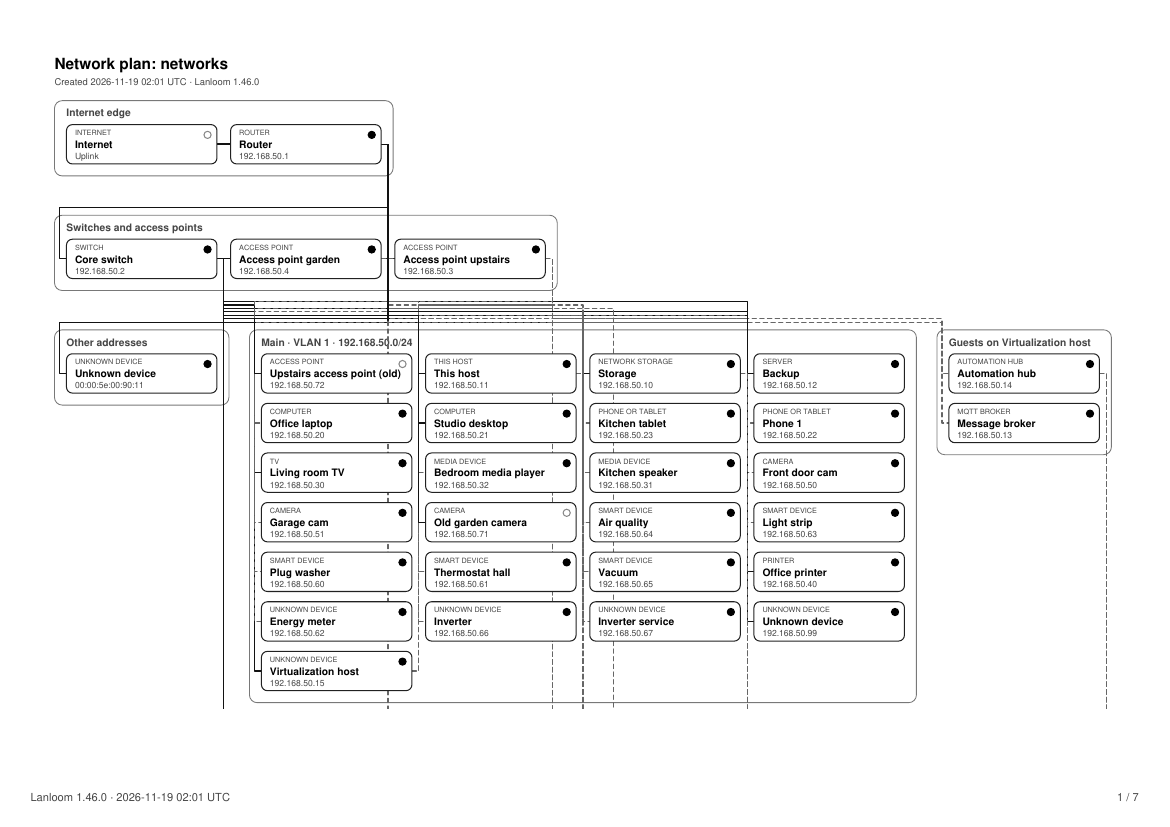 Network plan: networks
Created 2026-11-19 02:01 UTC · Lanloom 1.46.0
Internet edge
INTERNET
Internet
Uplink
ROUTER
Router
192.168.50.1
Switches and access points
SWITCH
Core switch
192.168.50.2
ACCESS POINT
Access point garden
192.168.50.4
ACCESS POINT
Access point upstairs
192.168.50.3
Other addresses
UNKNOWN DEVICE
Unknown device
00:00:5e:00:90:11
Main · VLAN 1 · 192.168.50.0/24
ACCESS POINT
Upstairs access point (old)
192.168.50.72
THIS HOST
This host
192.168.50.11
NETWORK STORAGE
Storage
192.168.50.10
SERVER
Backup
192.168.50.12
COMPUTER
Office laptop
192.168.50.20
COMPUTER
Studio desktop
192.168.50.21
PHONE OR TABLET
Kitchen tablet
192.168.50.23
PHONE OR TABLET
Phone 1
192.168.50.22
TV
Living room TV
192.168.50.30
MEDIA DEVICE
Bedroom media player
192.168.50.32
MEDIA DEVICE
Kitchen speaker
192.168.50.31
CAMERA
Front door cam
192.168.50.50
CAMERA
Garage cam
192.168.50.51
CAMERA
Old garden camera
192.168.50.71
SMART DEVICE
Air quality
192.168.50.64
SMART DEVICE
Light strip
192.168.50.63
SMART DEVICE
Plug washer
192.168.50.60
SMART DEVICE
Thermostat hall
192.168.50.61
SMART DEVICE
Vacuum
192.168.50.65
PRINTER
Office printer
192.168.50.40
UNKNOWN DEVICE
Energy meter
192.168.50.62
UNKNOWN DEVICE
Inverter
192.168.50.66
UNKNOWN DEVICE
Inverter service
192.168.50.67
UNKNOWN DEVICE
Unknown device
192.168.50.99
UNKNOWN DEVICE
Virtualization host
192.168.50.15
Guests on Virtualization host
AUTOMATION HUB
Automation hub
192.168.50.14
MQTT BROKER
Message broker
192.168.50.13
Lanloom 1.46.0 · 2026-11-19 02:01 UTC
1 / 7